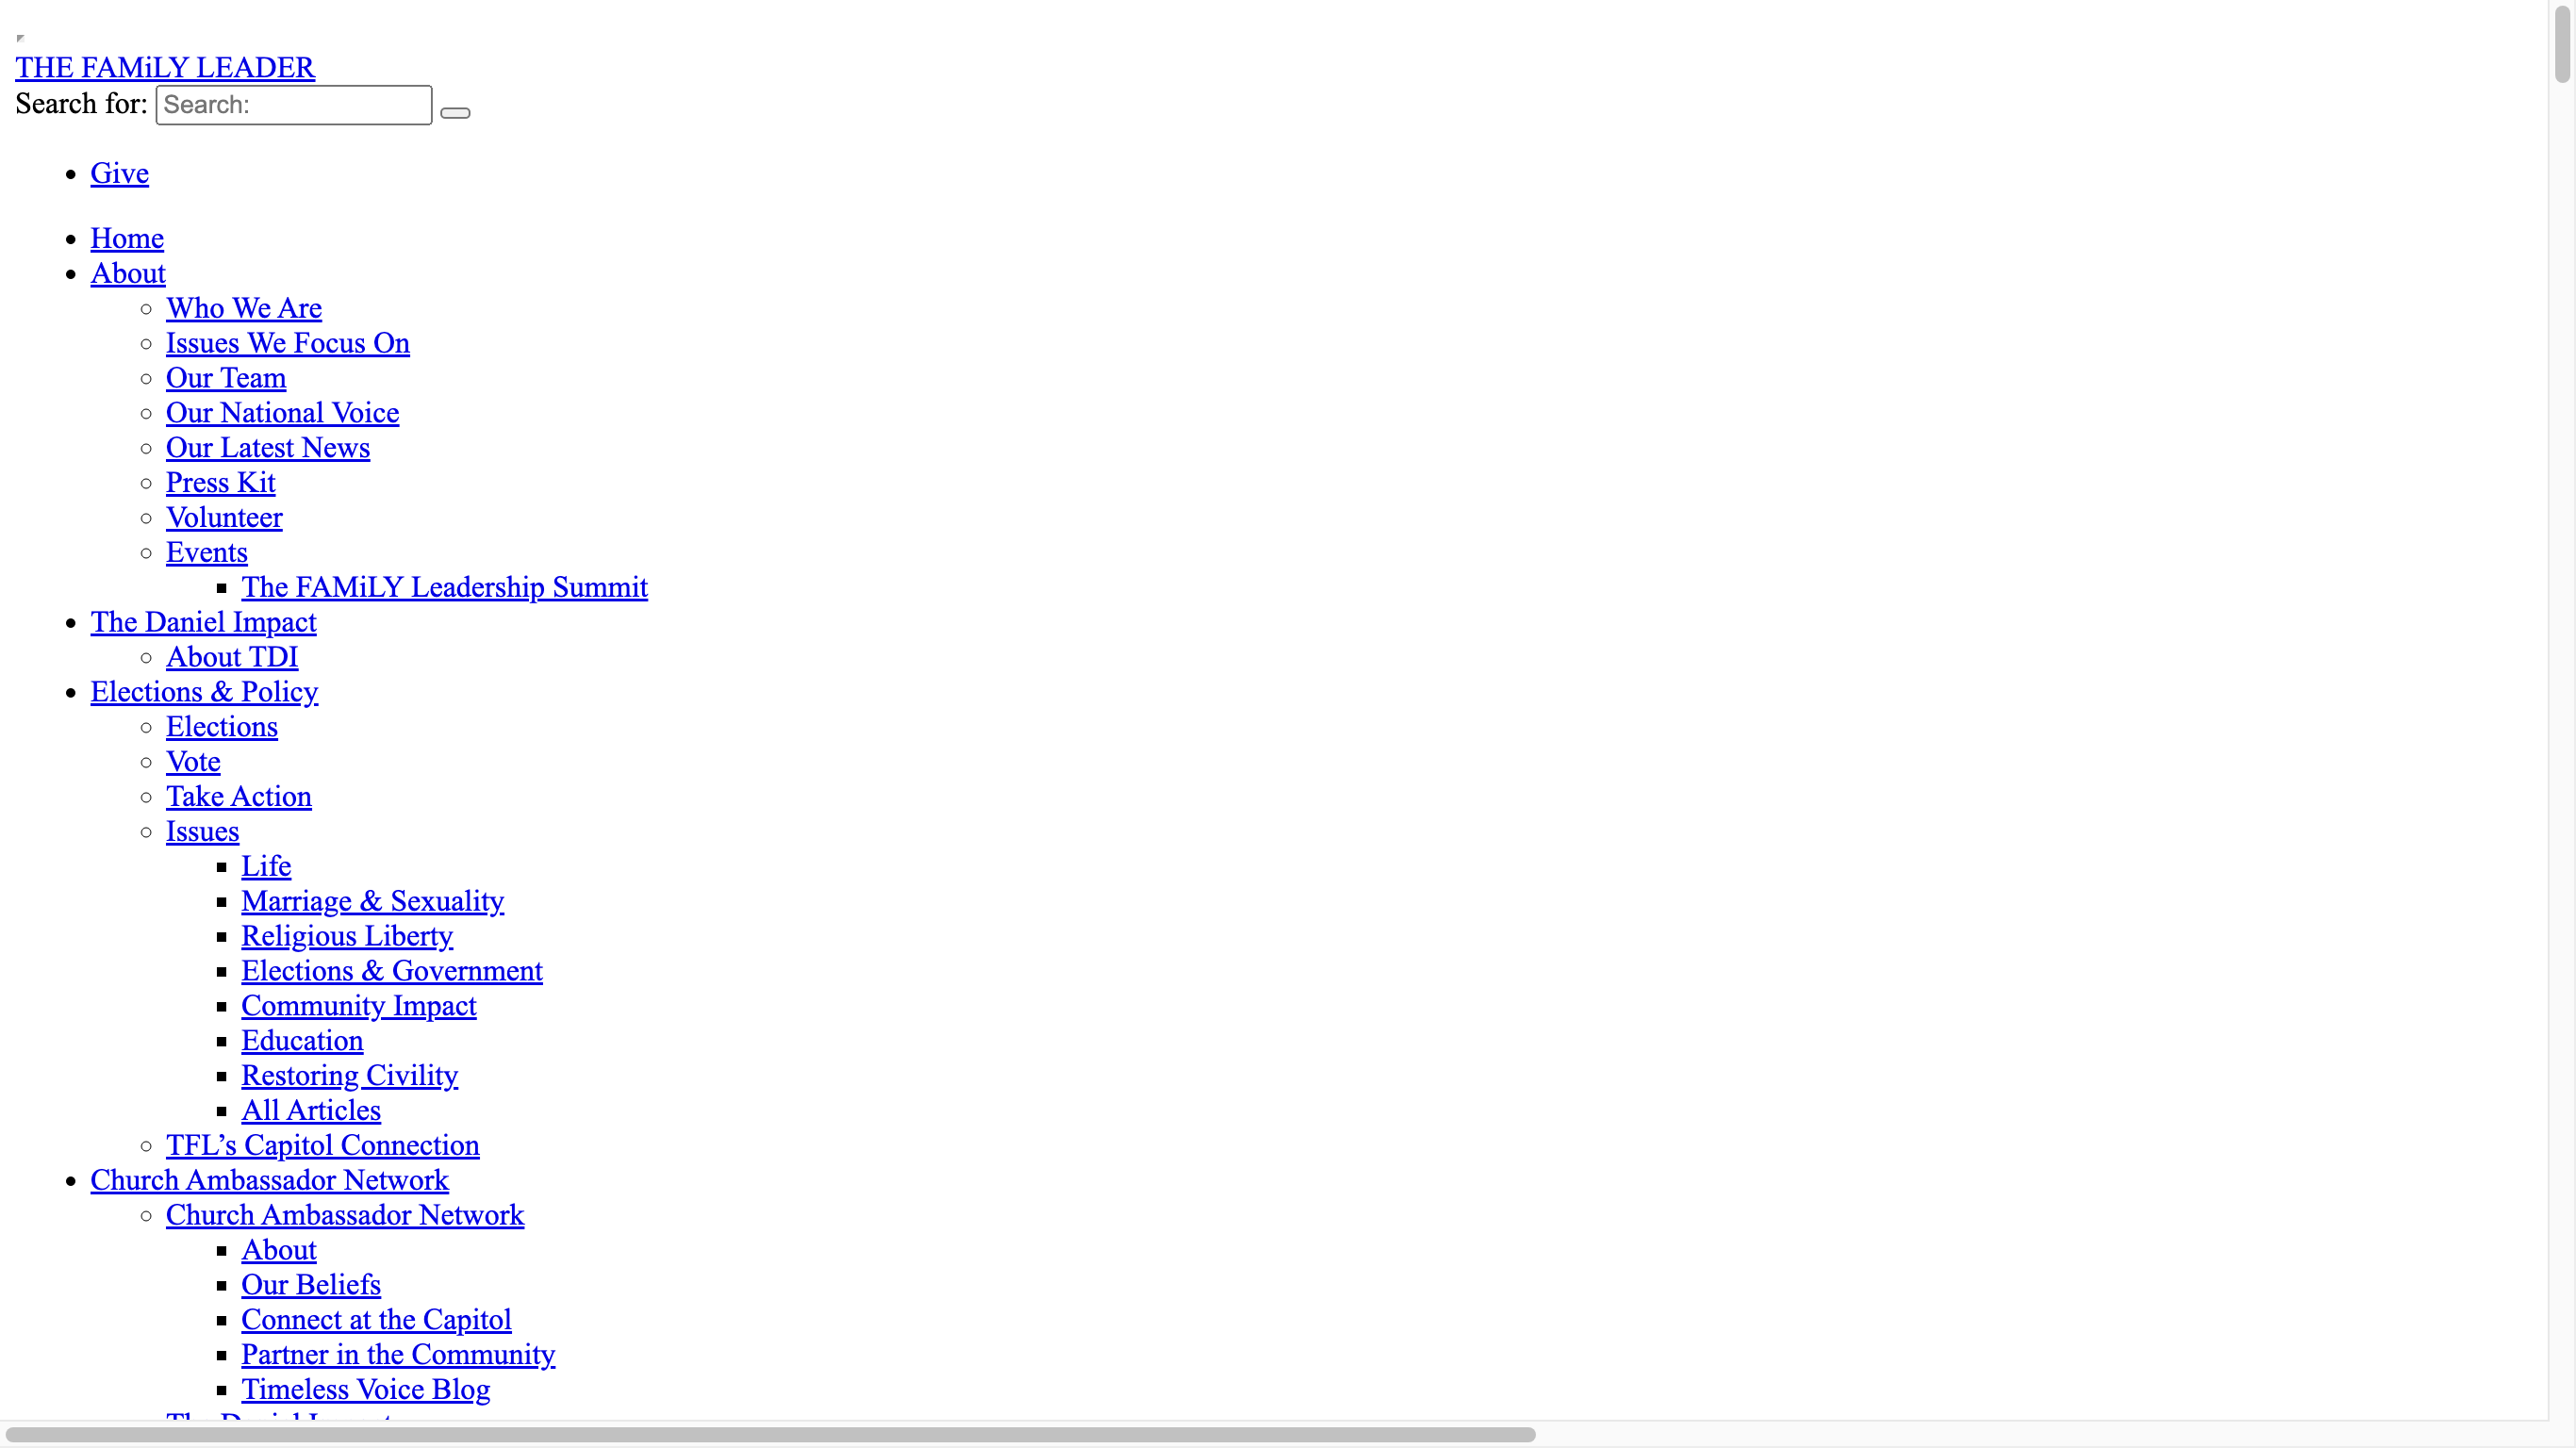 THE FAMiLY LEADER
Search for: Search:
Give
Home
About
Who We Are
Issues We Focus On
Our Team
Our National Voice
Our Latest News
Press Kit
Volunteer
Events
The FAMiLY Leadership Summit
The Daniel Impact
About TDI
Elections & Policy
Elections
Vote
Take Action
Issues
Life
Marriage & Sexuality
Religious Liberty
Elections & Government
Community Impact
Education
Restoring Civility
All Articles
TFL’s Capitol Connection
Church Ambassador Network
Church Ambassador Network
About
Our Beliefs
Connect at the Capitol
Partner in the Community
Timeless Voice Blog
The Daniel Impact